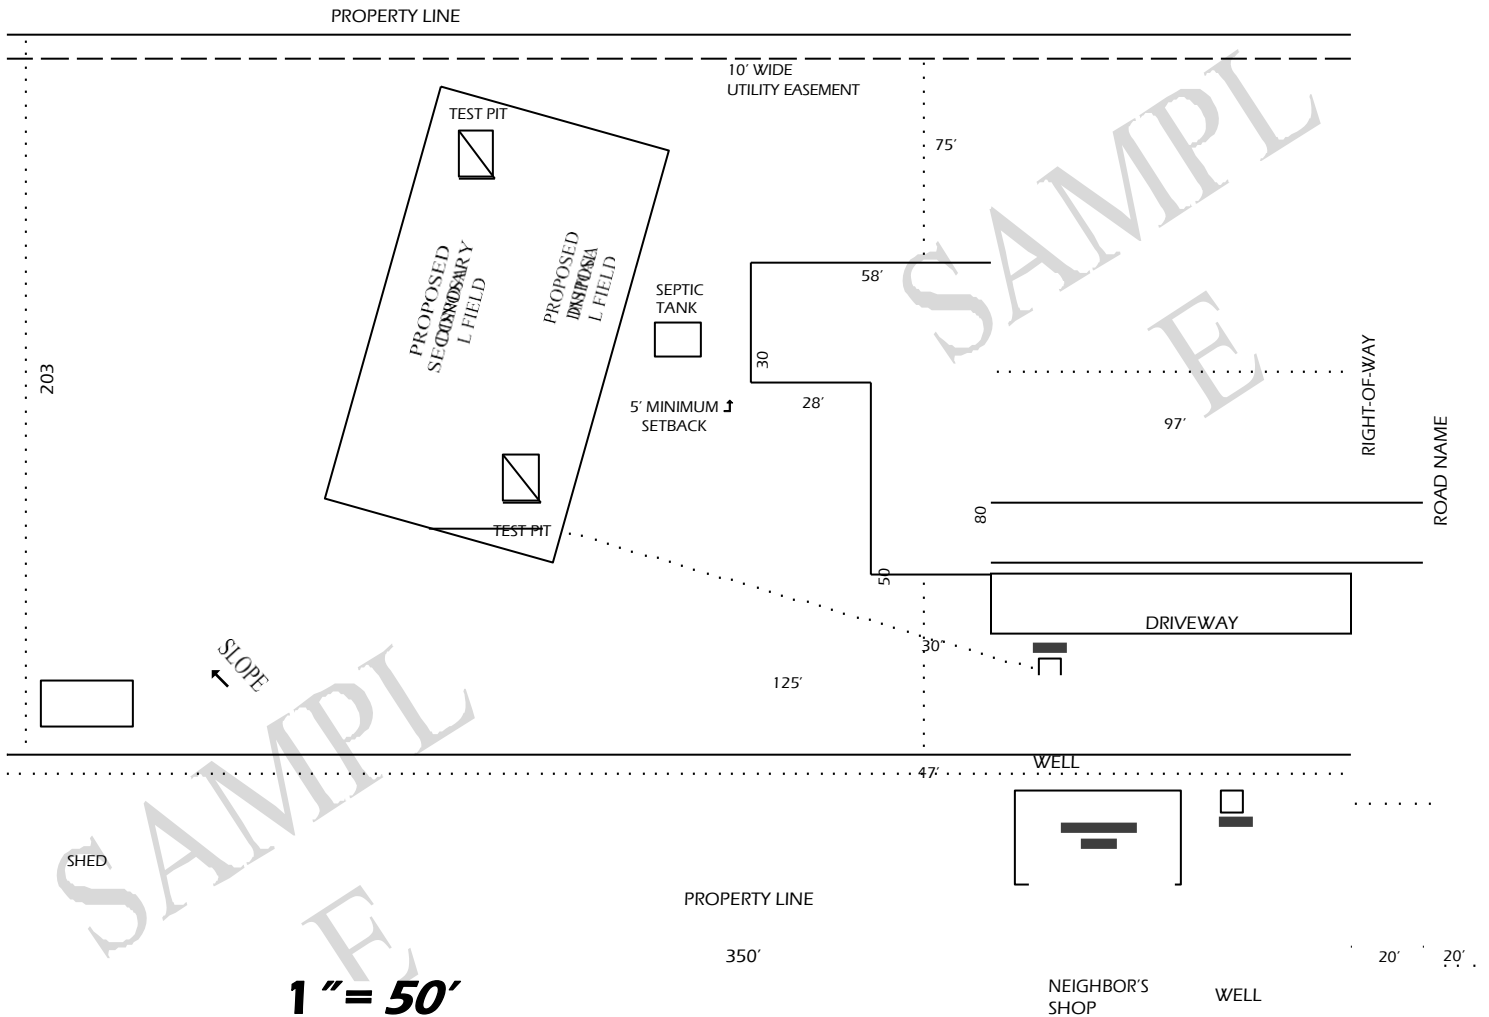 PROPERTY LINE
10' WIDE
UTILITY EASEMENT
TEST PIT
75'
SAMPL
E
PROPOSED
SECONDARY
L FIELD
PROPOSED
L FIELD
SEPTIC
TANK
58'
30
28'
5' MINIMUM
SETBACK
203
97'
RIGHT-OF-WAY
ROAD NAME
80
TEST PIT
50
DRIVEWAY
30'
SLOPE
125'
47'
WELL
SAMPL
E
SHED
PROPERTY LINE
350'
20'
20'
1"= 50'
NEIGHBOR'S
SHOP
WELL